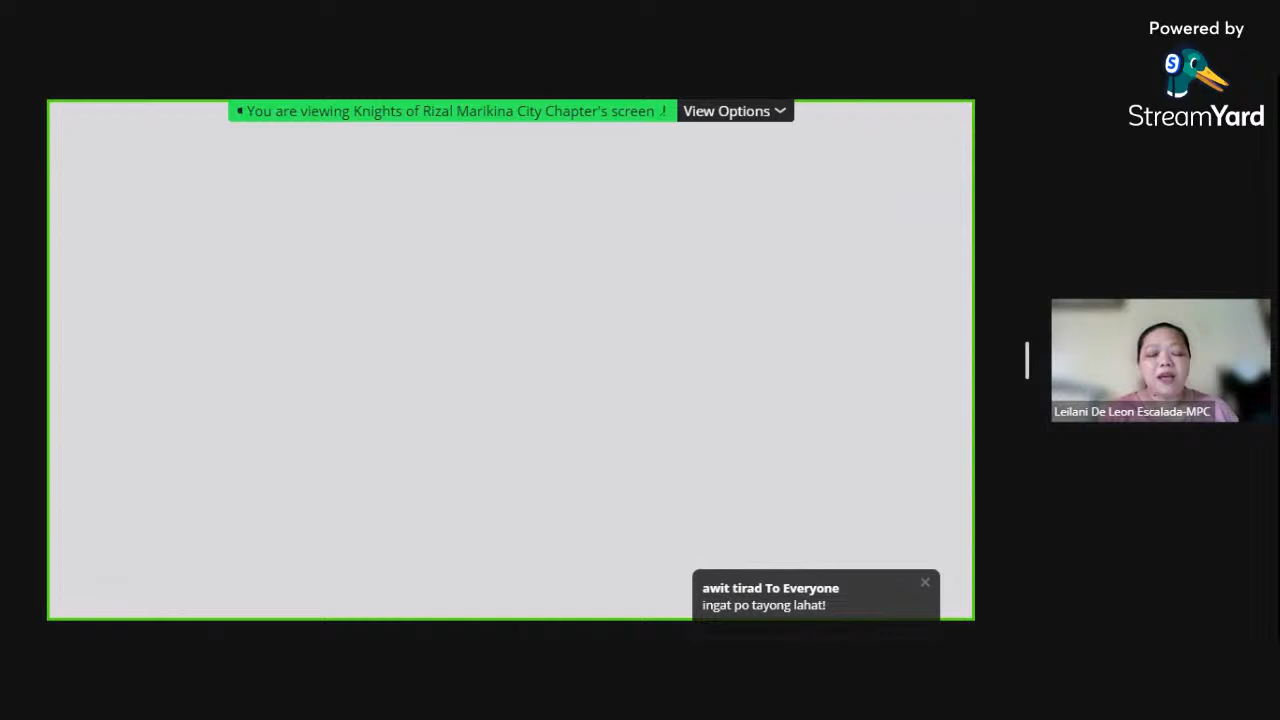 Powered by
StreamYard
You are viewing Knights of Rizal Marikina City Chapter's screen
View Options
Leilani De Leon Escalada-MPC
awit tirad To Everyone
ingat po tayong lahat!